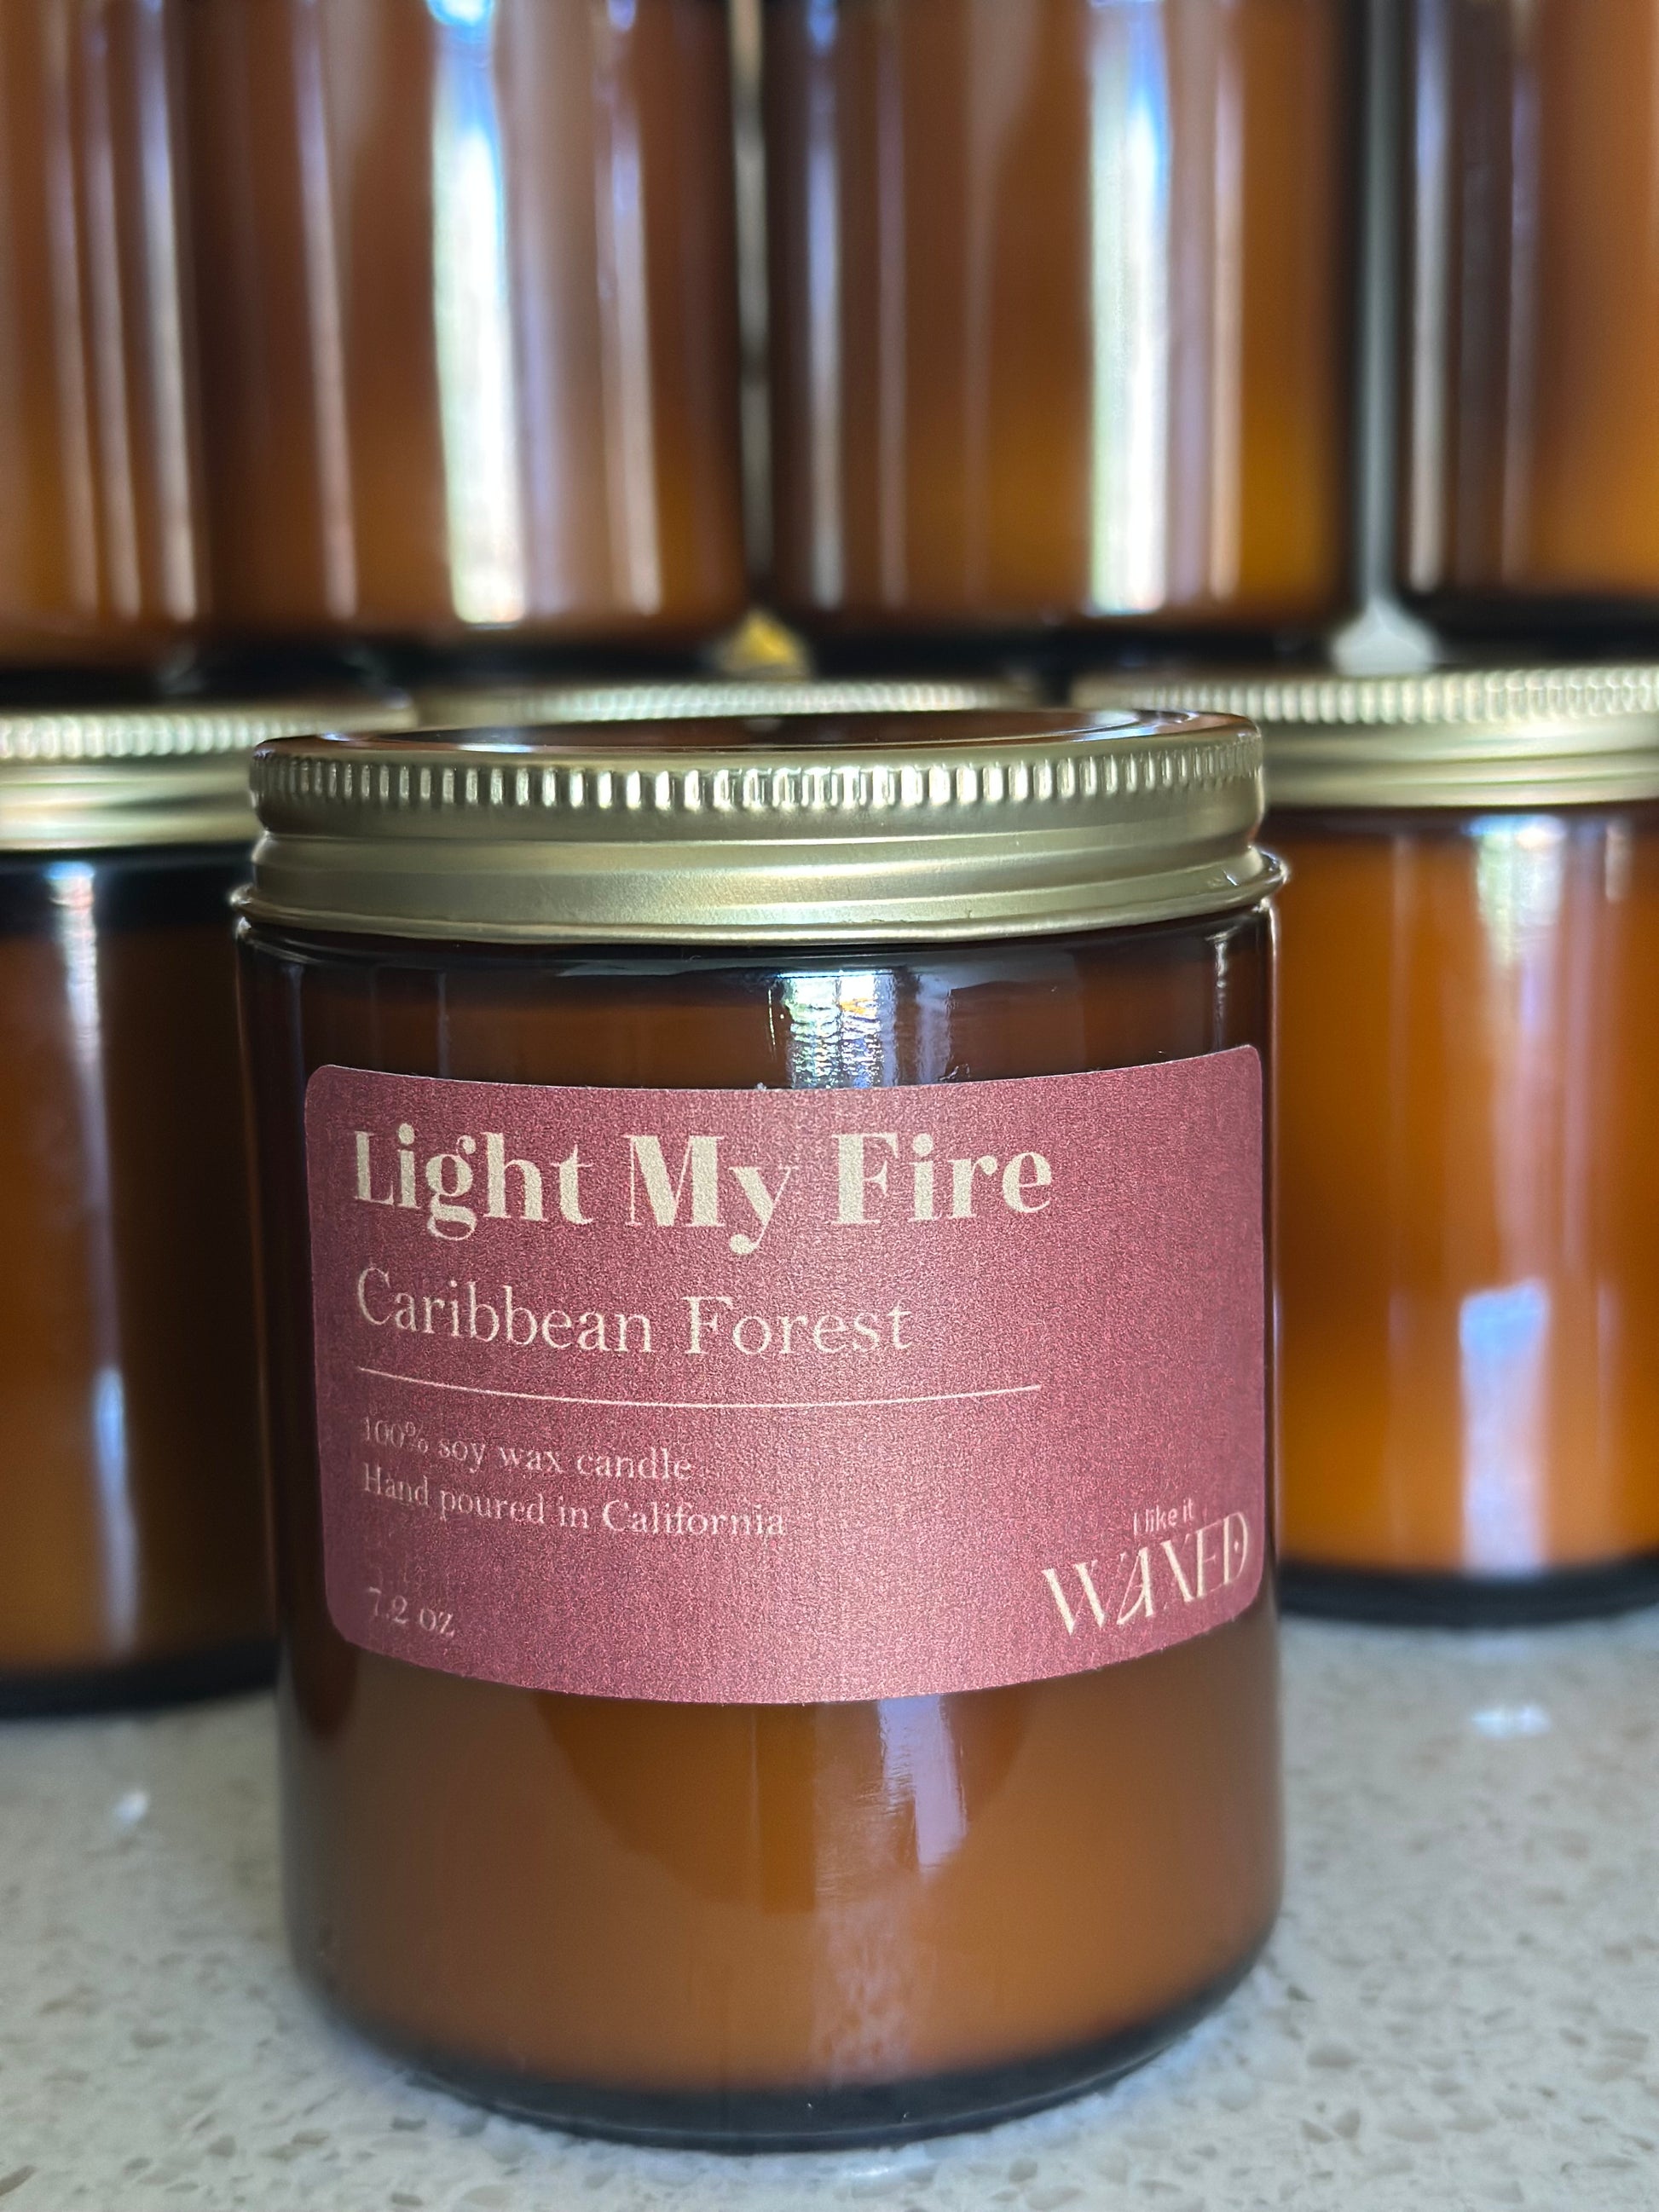 Light My Fire
Caribbean Forest
100% soy wax candle
Hand poured in California
7.2 oz
I like it
WAXED